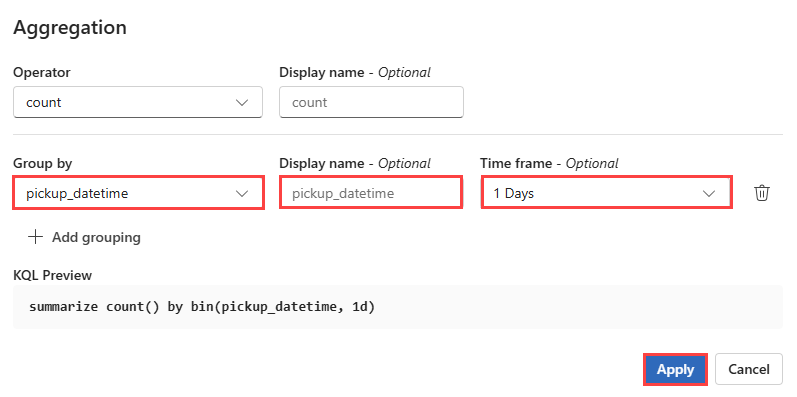 Aggregation
Operator Display name - Optional
count count
Group by Display name - Optional Time frame - Optional
pickup_datetime pickup_datetime 1 Days
Add grouping
KQL Preview
summarize count() by bin(pickup_datetime, 1d)
Apply Cancel